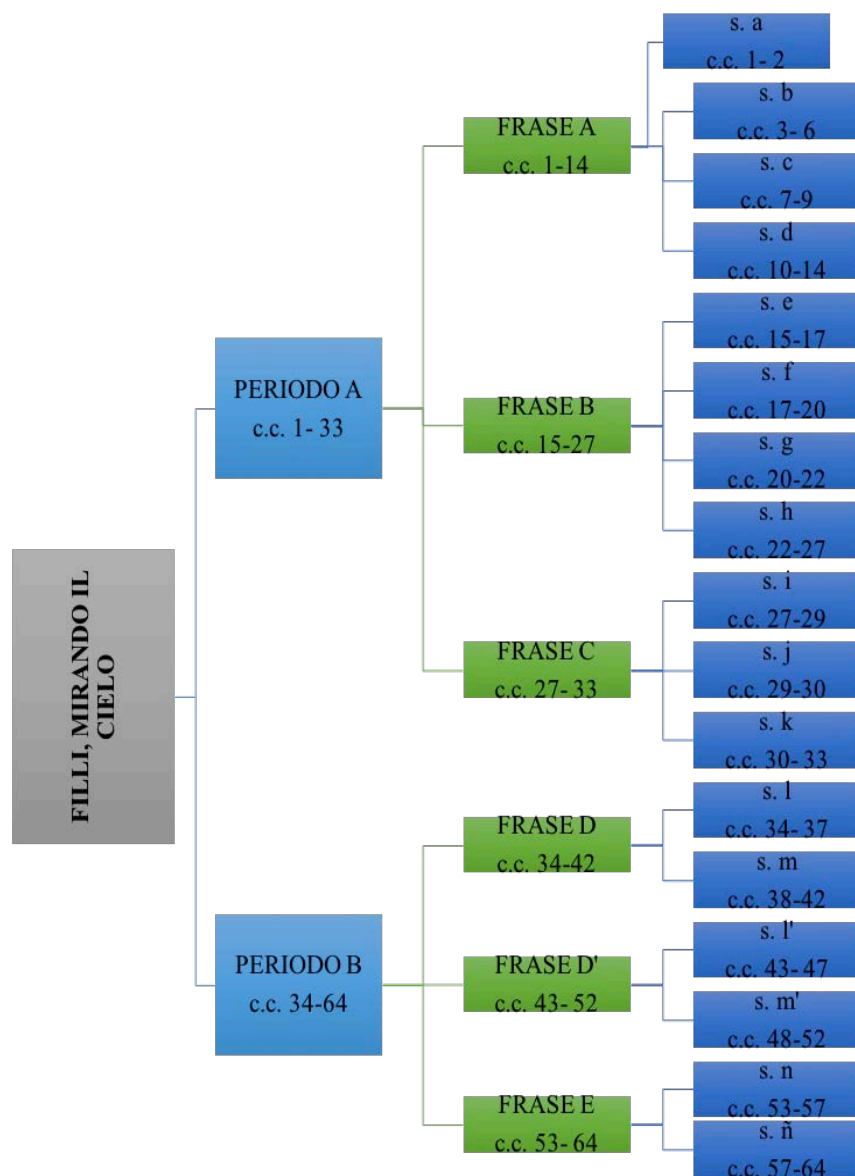 FILLI, MIRANDO IL
CIELO
PERIODO A
c.c. 1- 33
FRASE A
c.c. 1-14
s. a
c.c. 1- 2
s. b
c.c. 3- 6
s. c
c.c. 7-9
s. d
c.c. 10-14
FRASE B
c.c. 15-27
s. e
c.c. 15-17
s. f
c.c. 17-20
s. g
c.c. 20-22
s. h
c.c. 22-27
FRASE C
c.c. 27- 33
s. i
c.c. 27-29
s. j
c.c. 29-30
s. k
c.c. 30- 33
PERIODO B
c.c. 34-64
FRASE D
c.c. 34-42
s. l
c.c. 34- 37
s. m
c.c. 38-42
FRASE D'
c.c. 43- 52
s. l'
c.c. 43- 47
s. m'
c.c. 48-52
FRASE E
c.c. 53- 64
s. n
c.c. 53-57
s. ñ
c.c. 57-64